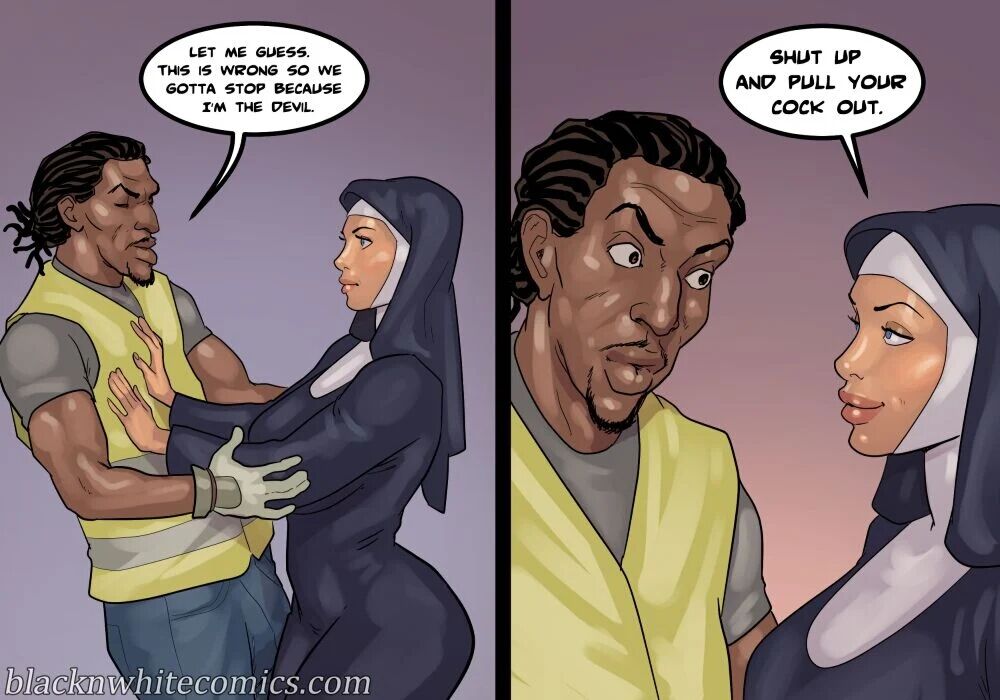 LET ME GUESS.
THIS IS WRONG SO WE
GOTTA STOP BECAUSE
I'M THE DEVIL.
SHUT UP
AND PULL YOUR
COCK OUT.
blacknwhitecomics.com